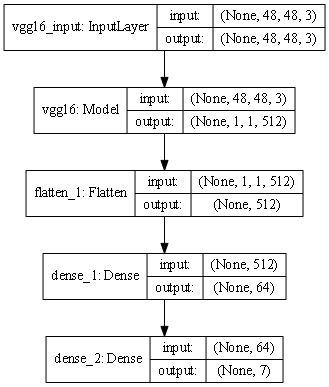 vgg16_input: InputLayer
input:
(None, 48, 48, 3)
output:
(None, 48, 48, 3)
vgg16: Model
input:
(None, 48, 48, 3)
output:
(None, 1, 1, 512)
flatten_1: Flatten
input:
(None, 1, 1, 512)
output:
(None, 512)
dense_1: Dense
input:
(None, 512)
output:
(None, 64)
dense_2: Dense
input:
(None, 64)
output:
(None, 7)